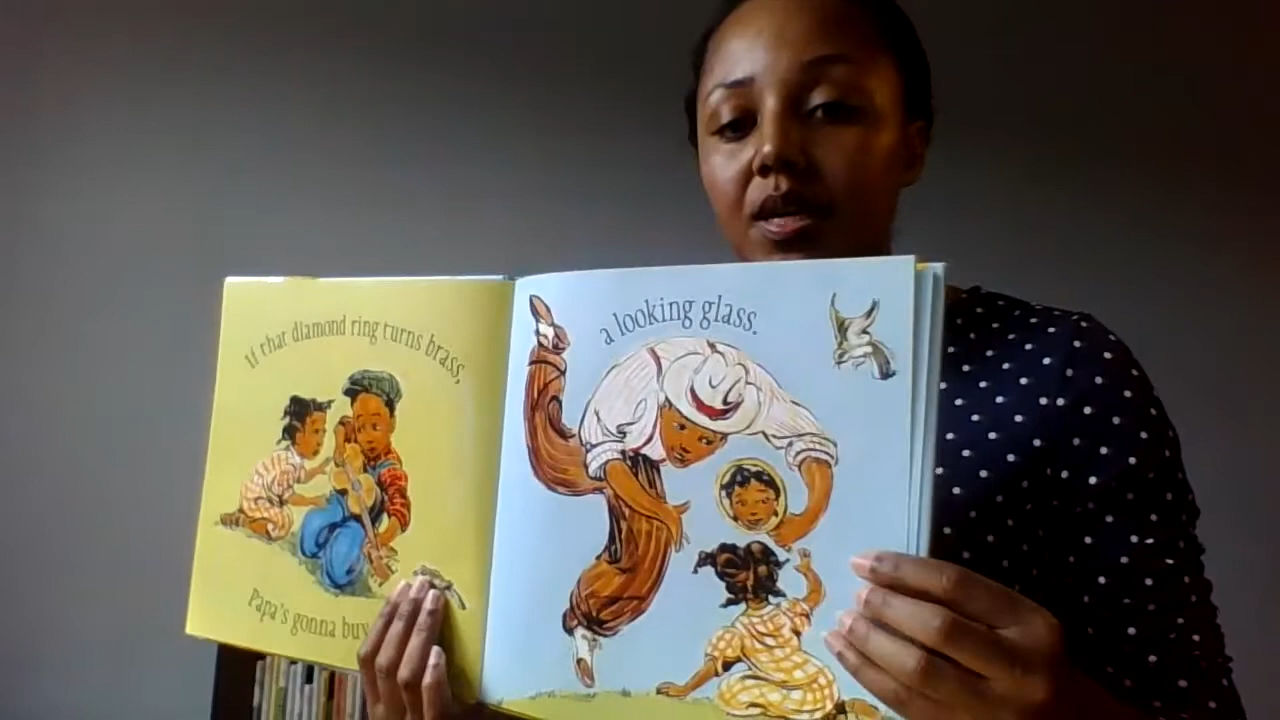 If that diamond ring turns brass,
Papa's gonna buy
a looking glass.